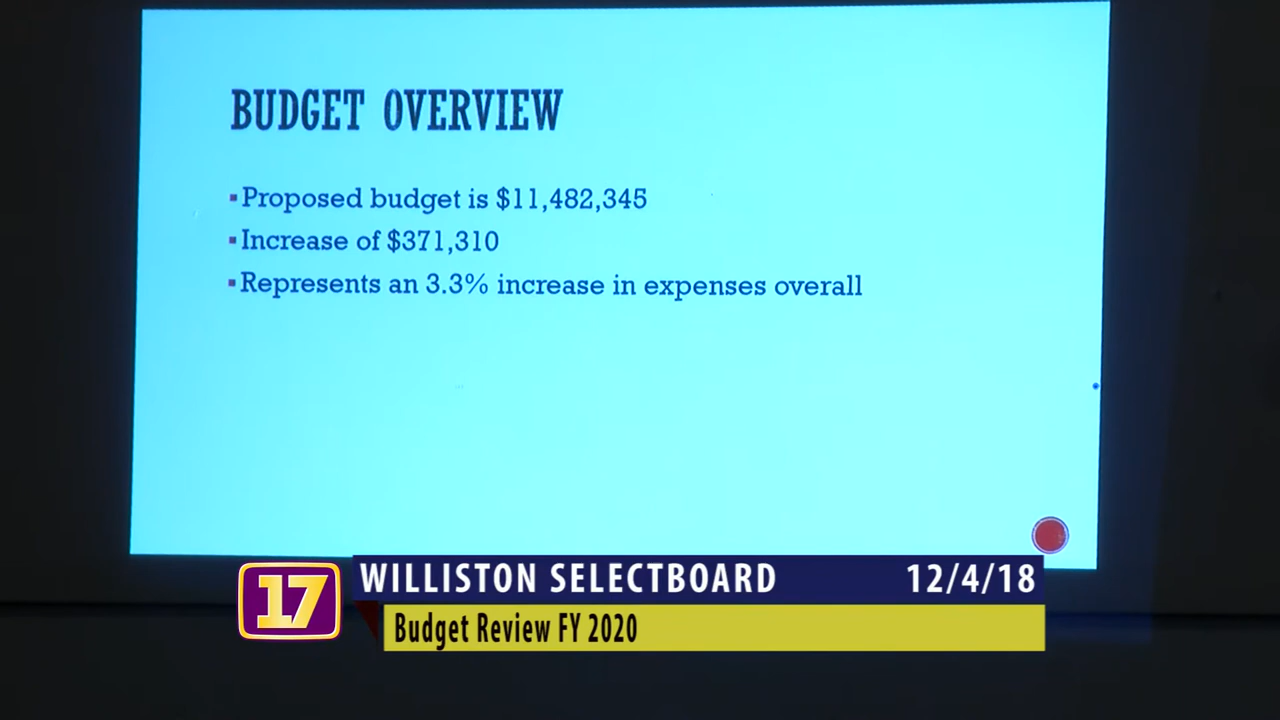 BUDGET OVERVIEW
▪Proposed budget is $11,482,345
▪Increase of $371,310
▪Represents an 3.3% increase in expenses overall
17
WILLISTON SELECTBOARD 12/4/18
Budget Review FY 2020